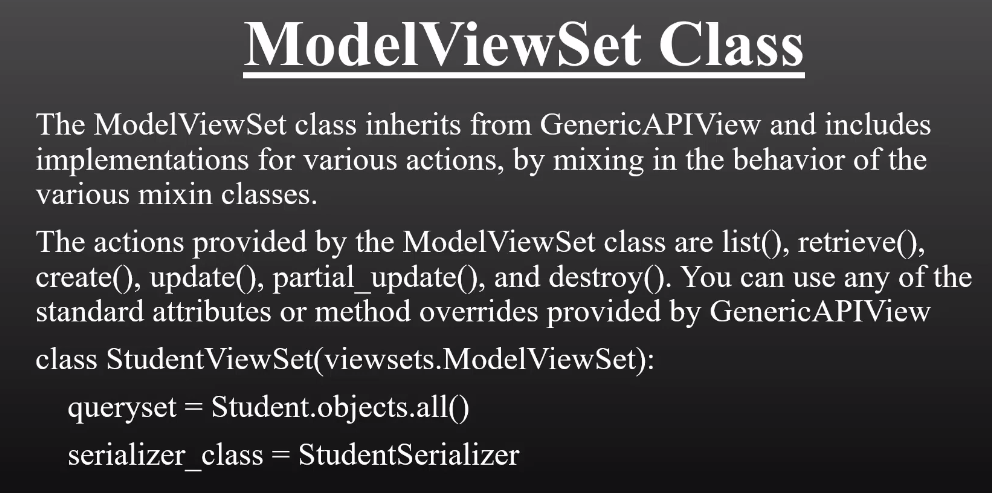 ModelViewSet Class
The ModelViewSet class inherits from GenericAPIView and includes
implementations for various actions, by mixing in the behavior of the
various mixin classes.
The actions provided by the ModelViewSet class are list(), retrieve(),
create(), update(), partial_update(), and destroy(). You can use any of the
standard attributes or method overrides provided by GenericAPIView
class StudentViewSet(viewsets.ModelViewSet):
queryset = Student.objects.all()
serializer_class = StudentSerializer